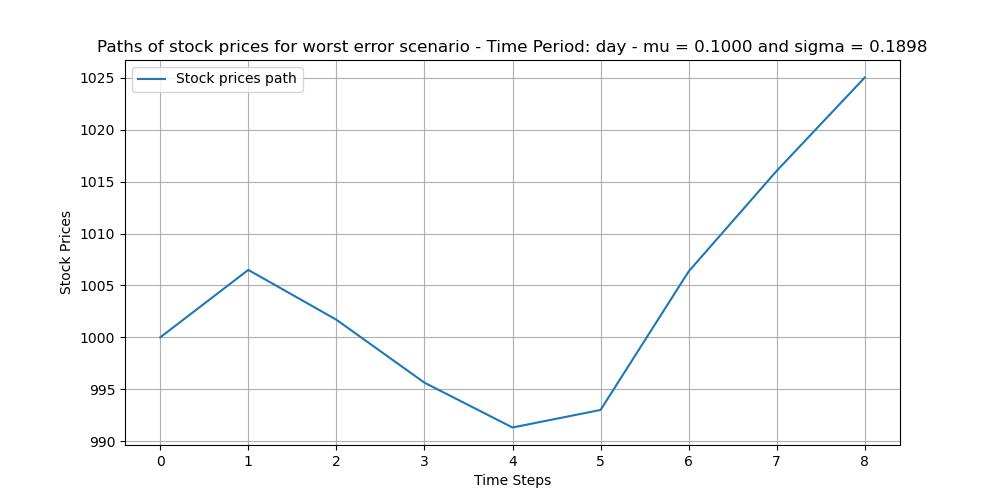 Paths of stock prices for worst error scenario - Time Period: day - mu = 0.1000 and sigma = 0.1898
Stock prices path
1025
1020
1015
1010
1005
1000
995
990
Stock Prices
0 1 2 3 4 5 6 7 8
Time Steps